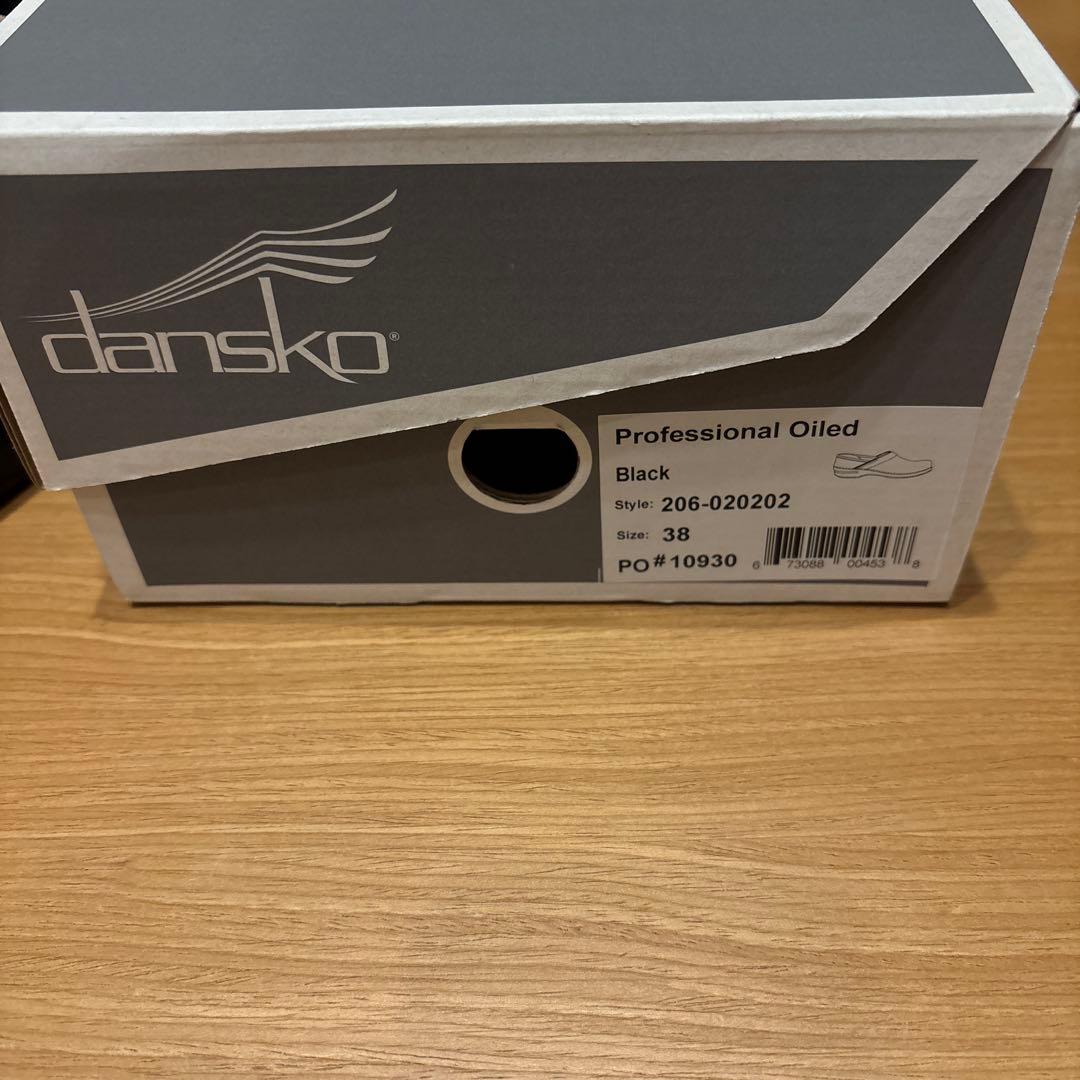 dansko®
Professional Oiled
Black
Style: 206-020202
Size: 38
PO #10930
6 73088 00453 8